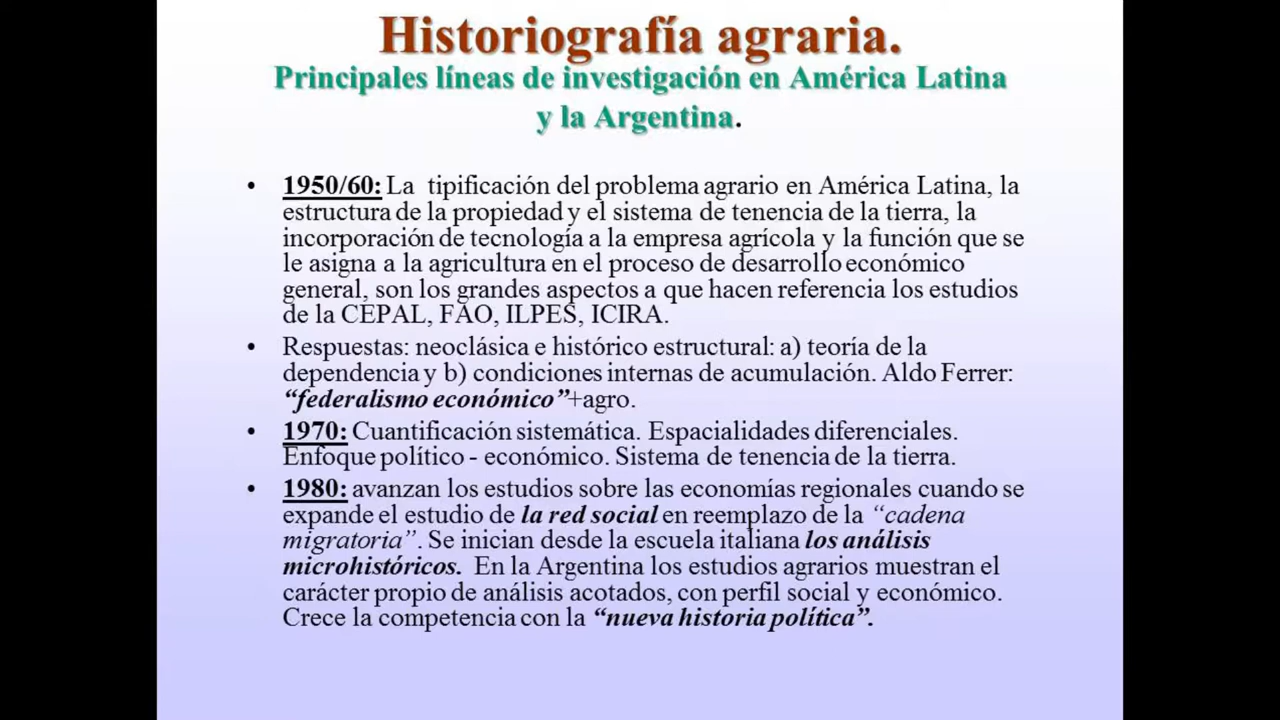 Historiografía agraria.
Principales líneas de investigación en América Latina
y la Argentina.
• 1950/60: La tipificación del problema agrario en América Latina, la
estructura de la propiedad y el sistema de tenencia de la tierra, la
incorporación de tecnología a la empresa agrícola y la función que se
le asigna a la agricultura en el proceso de desarrollo económico
general, son los grandes aspectos a que hacen referencia los estudios
de la CEPAL, FAO, ILPES, ICIRA.
• Respuestas: neoclásica e histórico estructural: a) teoría de la
dependencia y b) condiciones internas de acumulación. Aldo Ferrer:
“federalismo económico”+agro.
• 1970: Cuantificación sistemática. Espacialidades diferenciales.
Enfoque político - económico. Sistema de tenencia de la tierra.
• 1980: avanzan los estudios sobre las economías regionales cuando se
expande el estudio de la red social en reemplazo de la “cadena
migratoria”. Se inician desde la escuela italiana los análisis
microhistóricos. En la Argentina los estudios agrarios muestran el
carácter propio de análisis acotados, con perfil social y económico.
Crece la competencia con la “nueva historia política”.